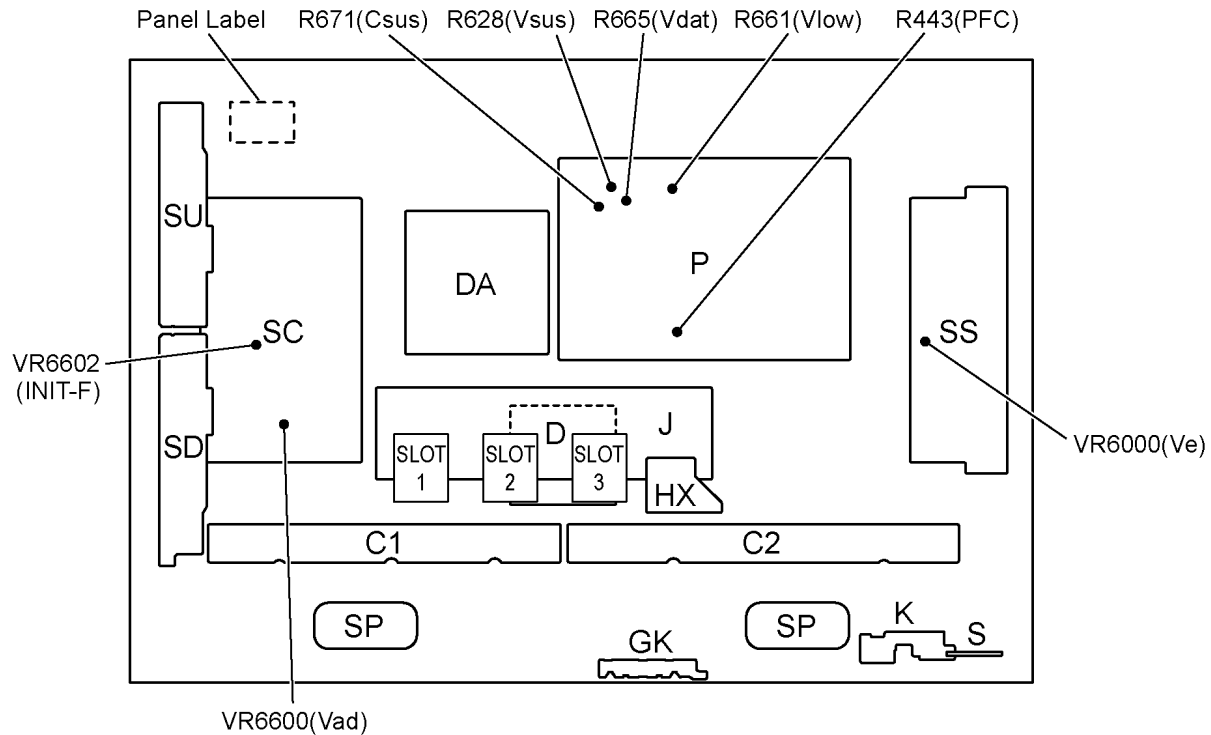 Panel Label R671(Csus) R628(Vsus) R665(Vdat) R661(Vlow) R443(PFC)
SU
SC
DA
P
SS
VR6602
(INIT-F)
SD
D
J
SLOT
1
SLOT
2
SLOT
3
HX
VR6000(Ve)
C1
C2
SP
SP
GK
K
S
VR6600(Vad)